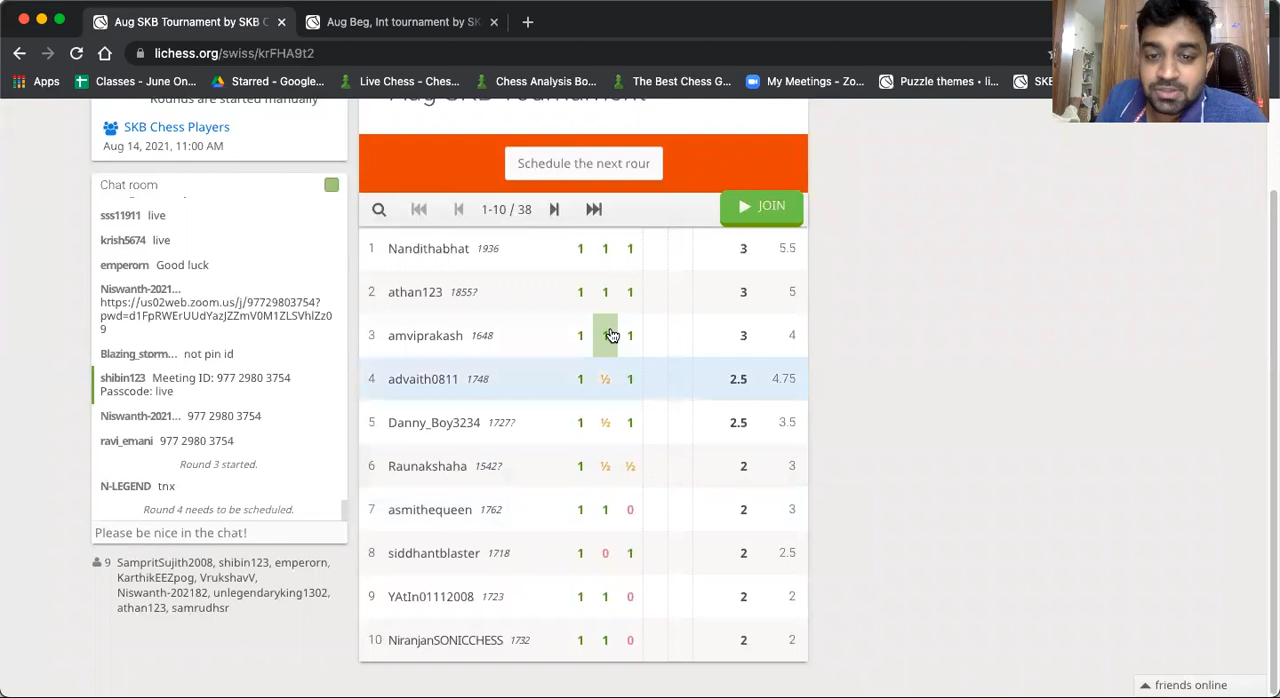 Aug SKB Tournament by SKB C
Aug Beg, Int tournament by SK
lichess.org/swiss/krFHA9t2
Apps
Classes - June On...
Starred - Google...
Live Chess - Ches...
Chess Analysis Bo...
The Best Chess G...
My Meetings - Zo...
Puzzle themes • li...
SKB
Rounds are started manually
SKB Chess Players
Aug 14, 2021, 11:00 AM
Chat room
sss11911 live
krish5674 live
emperorn Good luck
Niswanth-2021...
https://us02web.zoom.us/j/97729803754?
pwd=d1FpRWErUUdYazJZZmV0M1ZLSVhlZz0
9
Blazing_storm... not pin id
shibin123 Meeting ID: 977 2980 3754
Passcode: live
Niswanth-2021... 977 2980 3754
ravi_emani 977 2980 3754
Round 3 started.
N-LEGEND tnx
Round 4 needs to be scheduled.
Please be nice in the chat!
9 SampritSujith2008, shibin123, emperorn,
KarthikEEZpog, VrukshavV,
Niswanth-202182, unlegendaryking1302,
athan123, samrudhsr
Aug SKB Tournament
Schedule the next roun
1-10 / 38
JOIN
1 Nandithabhat 1936 1 1 1 3 5.5
2 athan123 1855? 1 1 1 3 5
3 amviprakash 1648 1 1 1 3 4
4 advaith0811 1748 1 ½ 1 2.5 4.75
5 Danny_Boy3234 1727? 1 ½ 1 2.5 3.5
6 Raunakshaha 1542? 1 ½ ½ 2 3
7 asmithequeen 1762 1 1 0 2 3
8 siddhantblaster 1718 1 0 1 2 2.5
9 YAtIn01112008 1723 1 1 0 2 2
10 NiranjanSONICCHESS 1732 1 1 0 2 2
friends online